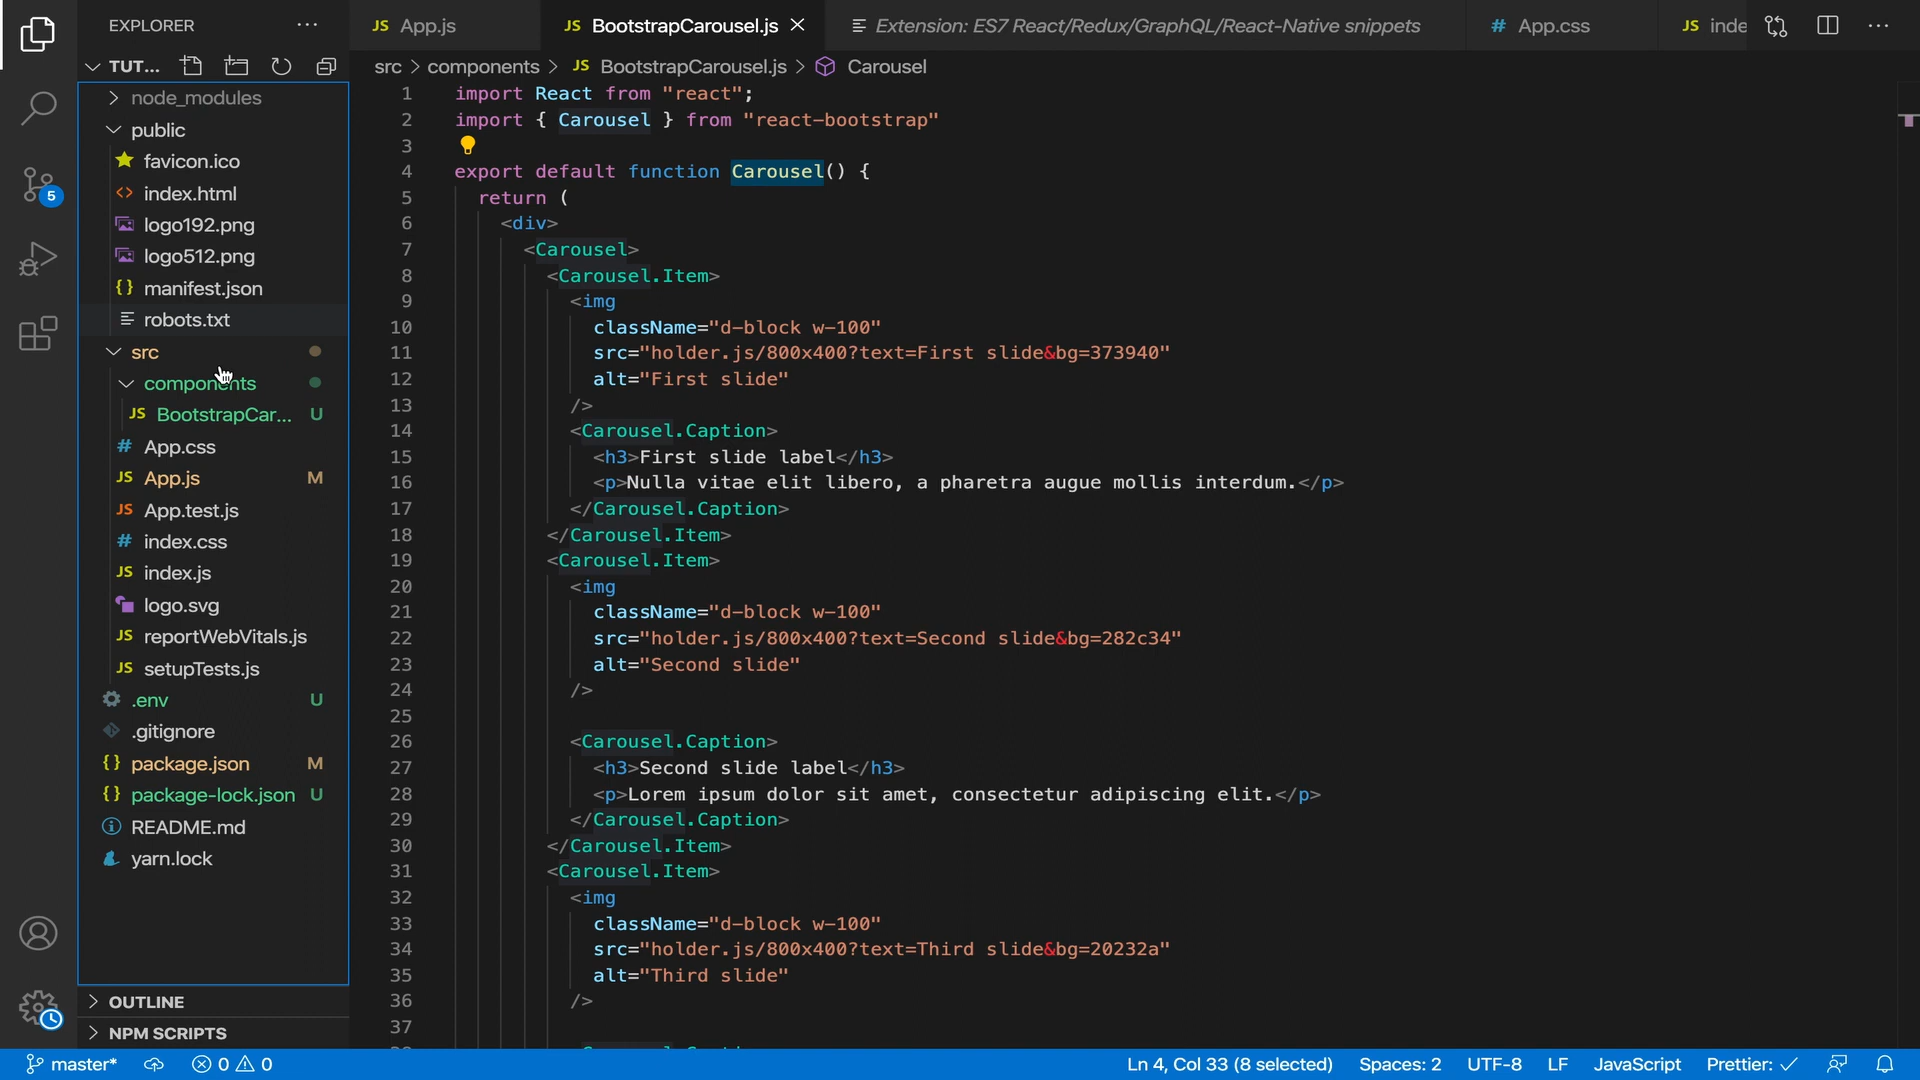 EXPLORER
TUT...
node_modules
public
favicon.ico
index.html
logo192.png
logo512.png
manifest.json
robots.txt
src
components
JS BootstrapCar... U
# App.css
JS App.js M
JS App.test.js
# index.css
JS index.js
logo.svg
JS reportWebVitals.js
JS setupTests.js
.env U
.gitignore
{} package.json M
{} package-lock.json U
README.md
yarn.lock
OUTLINE
NPM SCRIPTS
5
JS App.js
JS BootstrapCarousel.js
Extension: ES7 React/Redux/GraphQL/React-Native snippets
# App.css
JS inde
src > components > JS BootstrapCarousel.js > Carousel
1 import React from "react";
2 import { Carousel } from "react-bootstrap"
3
4 export default function Carousel() {
5 return (
6 <div>
7 <Carousel>
8 <Carousel.Item>
9 <img
10 className="d-block w-100"
11 src="holder.js/800x400?text=First slide&bg=373940"
12 alt="First slide"
13 />
14 <Carousel.Caption>
15 <h3>First slide label</h3>
16 <p>Nulla vitae elit libero, a pharetra augue mollis interdum.</p>
17 </Carousel.Caption>
18 </Carousel.Item>
19 <Carousel.Item>
20 <img
21 className="d-block w-100"
22 src="holder.js/800x400?text=Second slide&bg=282c34"
23 alt="Second slide"
24 />
25
26 <Carousel.Caption>
27 <h3>Second slide label</h3>
28 <p>Lorem ipsum dolor sit amet, consectetur adipiscing elit.</p>
29 </Carousel.Caption>
30 </Carousel.Item>
31 <Carousel.Item>
32 <img
33 className="d-block w-100"
34 src="holder.js/800x400?text=Third slide&bg=20232a"
35 alt="Third slide"
36 />
37
master* 0 0 Ln 4, Col 33 (8 selected) Spaces: 2 UTF-8 LF JavaScript Prettier: ✓